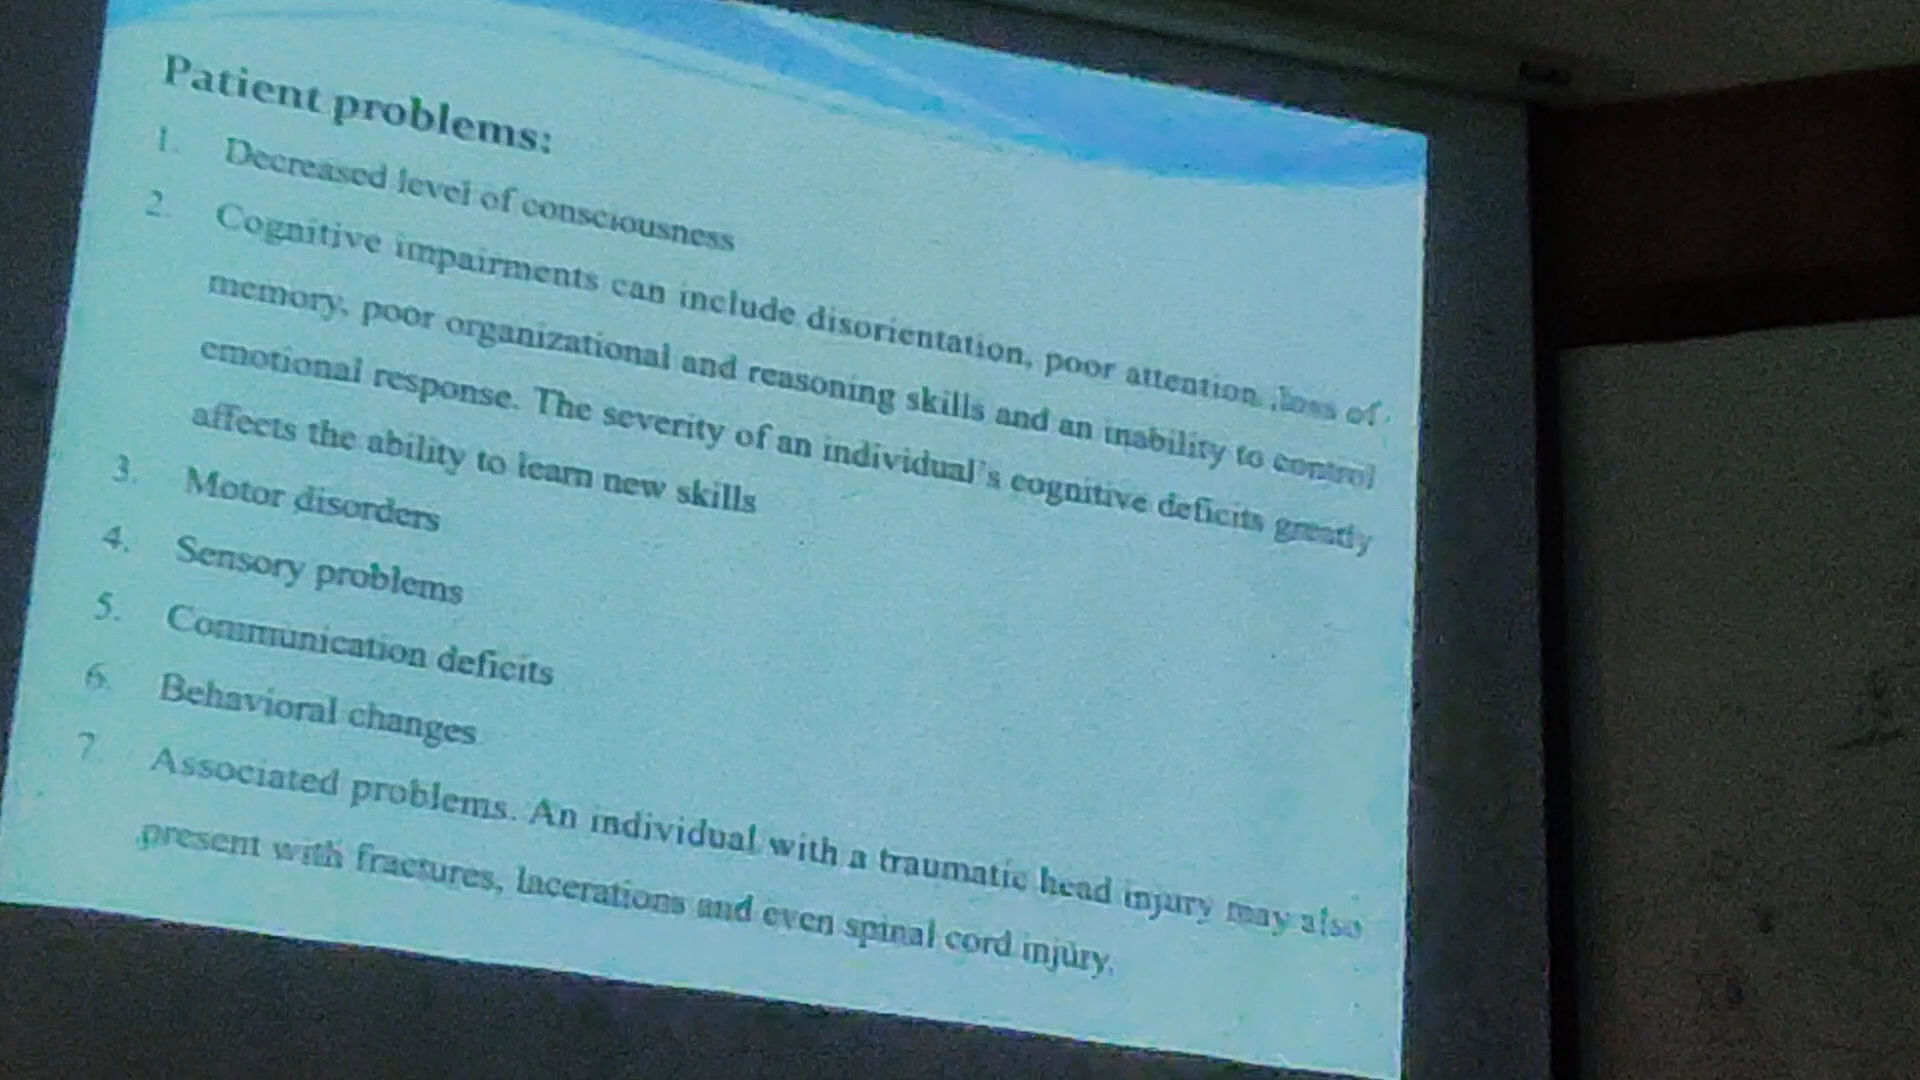 Patient problems:
1. Decreased level of consciousness
2. Cognitive impairments can include disorientation, poor attention ,loss of
memory, poor organizational and reasoning skills and an inability to control
emotional response. The severity of an individual's cognitive deficits greatly
affects the ability to learn new skills
3. Motor disorders
4. Sensory problems
5. Communication deficits
6. Behavioral changes
7. Associated problems. An individual with a traumatic head injury may also
present with fractures, lacerations and even spinal cord injury.